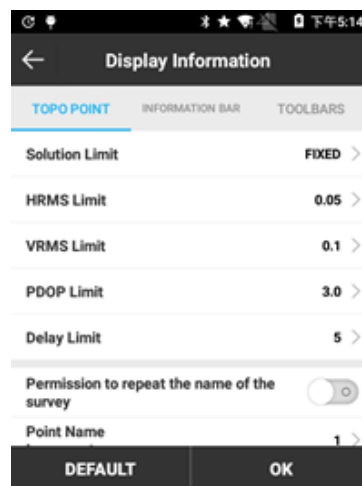 下午5:14
Display Information
TOPO POINT INFORMATION BAR TOOLBARS
Solution Limit FIXED
HRMS Limit 0.05
VRMS Limit 0.1
PDOP Limit 3.0
Delay Limit 5
Permission to repeat the name of the
survey
Point Name 1
DEFAULT OK